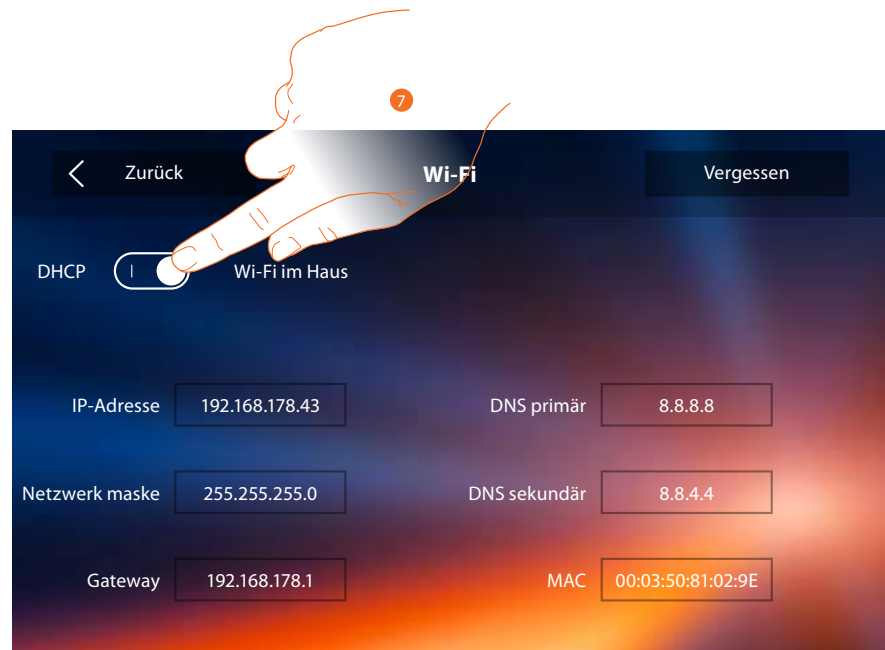 7
Zurück
Wi-Fi
Vergessen
DHCP
Wi-Fi im Haus
IP-Adresse 192.168.178.43
DNS primär 8.8.8.8
Netzwerk maske 255.255.255.0
DNS sekundär 8.8.4.4
Gateway 192.168.178.1
MAC 00:03:50:81:02:9E